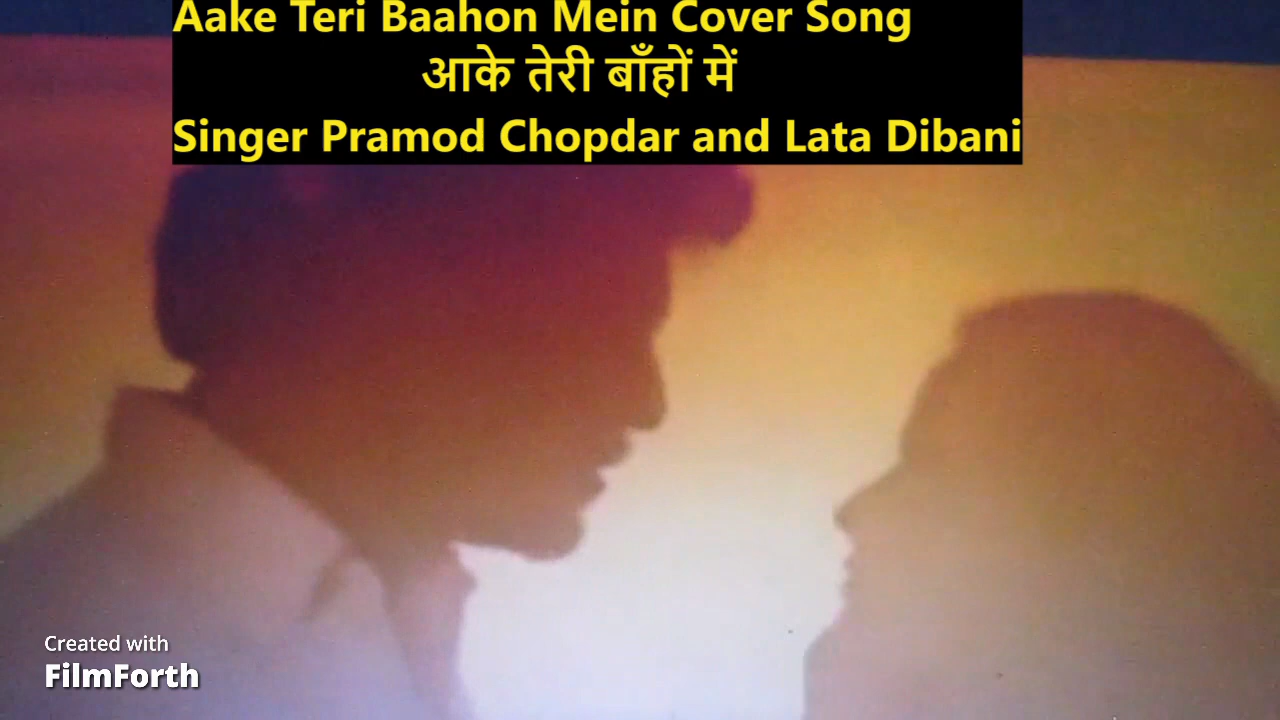 Aake Teri Baahon Mein Cover Song
आके तेरी बाँहों में
Singer Pramod Chopdar and Lata Dibani
Created with
FilmForth